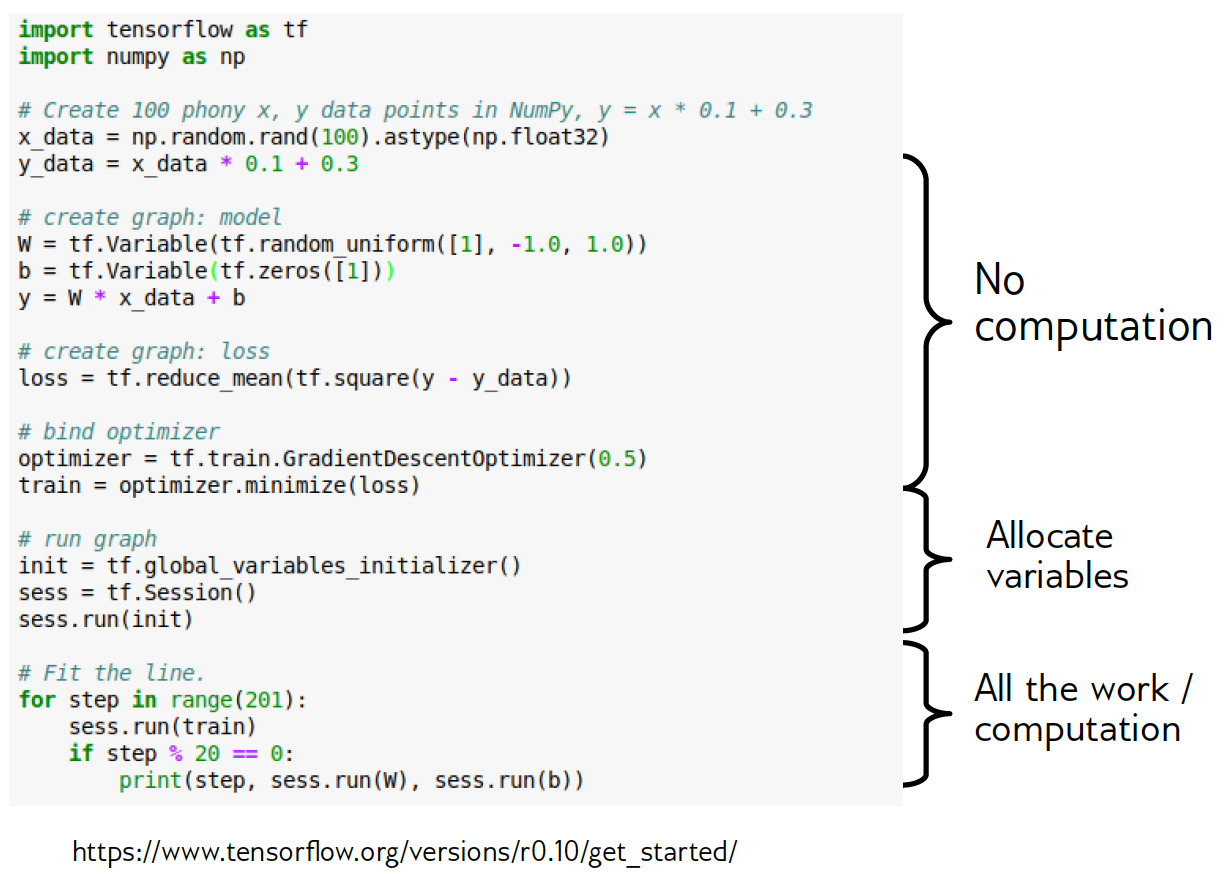 import tensorflow as tf
import numpy as np
# Create 100 phony x, y data points in NumPy, y = x * 0.1 + 0.3
x_data = np.random.rand(100).astype(np.float32)
y_data = x_data * 0.1 + 0.3
# create graph: model
W = tf.Variable(tf.random_uniform([1], -1.0, 1.0))
b = tf.Variable(tf.zeros([1]))
y = W * x_data + b
# create graph: loss
loss = tf.reduce_mean(tf.square(y - y_data))
# bind optimizer
optimizer = tf.train.GradientDescentOptimizer(0.5)
train = optimizer.minimize(loss)
# run graph
init = tf.global_variables_initializer()
sess = tf.Session()
sess.run(init)
# Fit the line.
for step in range(201):
    sess.run(train)
    if step % 20 == 0:
        print(step, sess.run(W), sess.run(b))
No
computation
Allocate
variables
All the work /
computation
https://www.tensorflow.org/versions/r0.10/get_started/